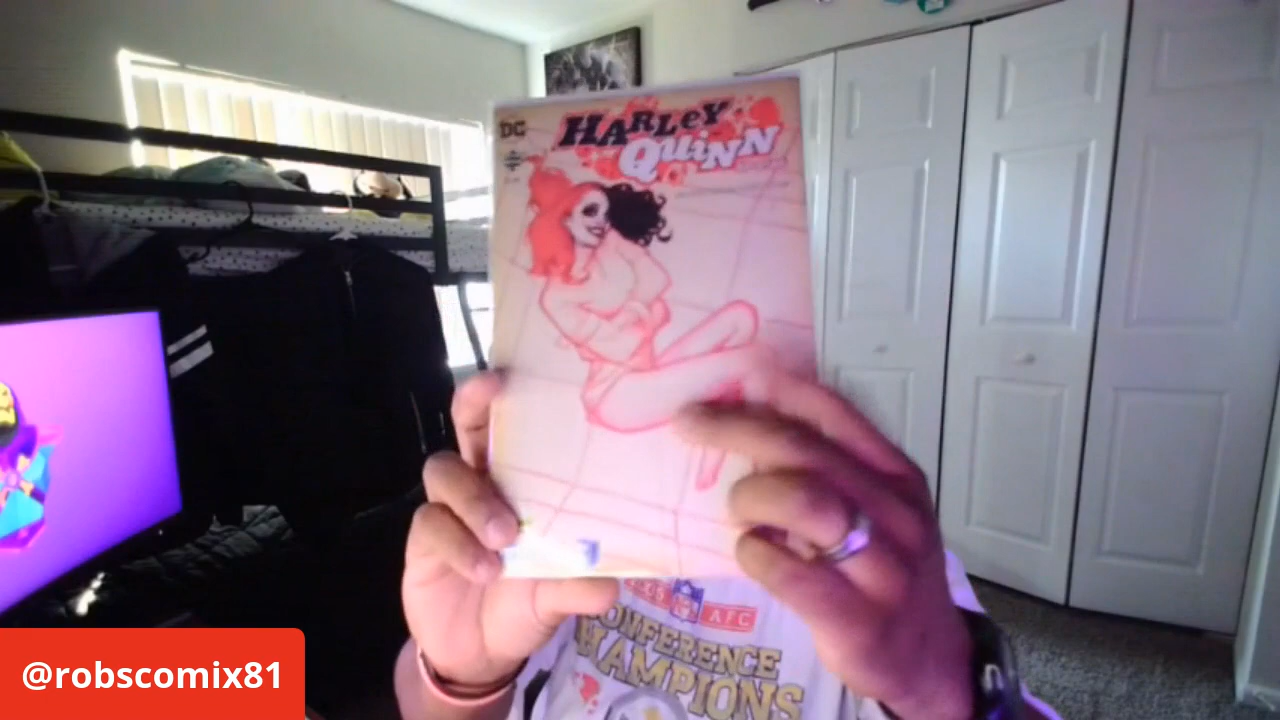 DC
HARLEY
QUINN
AFC
CONFERENCE
CHAMPIONS
@robscomix81